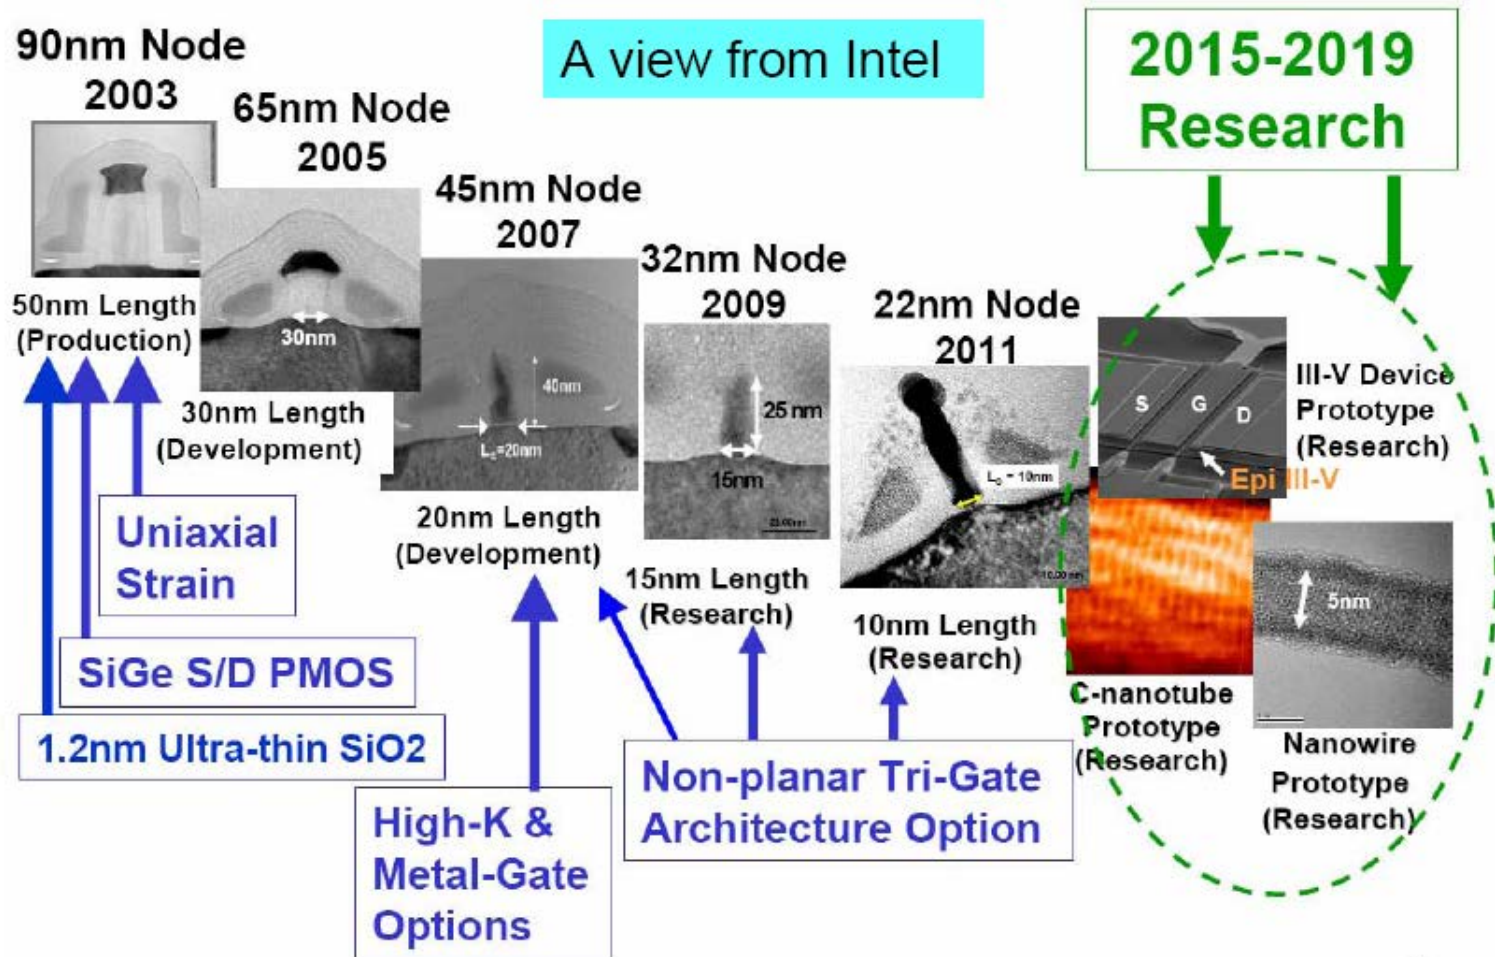 A view from Intel
90nm Node
2003
50nm Length
(Production)
65nm Node
2005
30nm
30nm Length
(Development)
45nm Node
2007
40nm
=20nm
20nm Length
(Development)
32nm Node
2009
25 nm
15nm
15nm Length
(Research)
22nm Node
2011
= 10nm
10nm Length
(Research)
2015-2019
Research
S
G
D
Epi III-V
III-V Device
Prototype
(Research)
C-nanotube
Prototype
(Research)
5nm
Nanowire
Prototype
(Research)
Uniaxial
Strain
SiGe S/D PMOS
1.2nm Ultra-thin SiO2
High-K &
Metal-Gate
Options
Non-planar Tri-Gate
Architecture Option